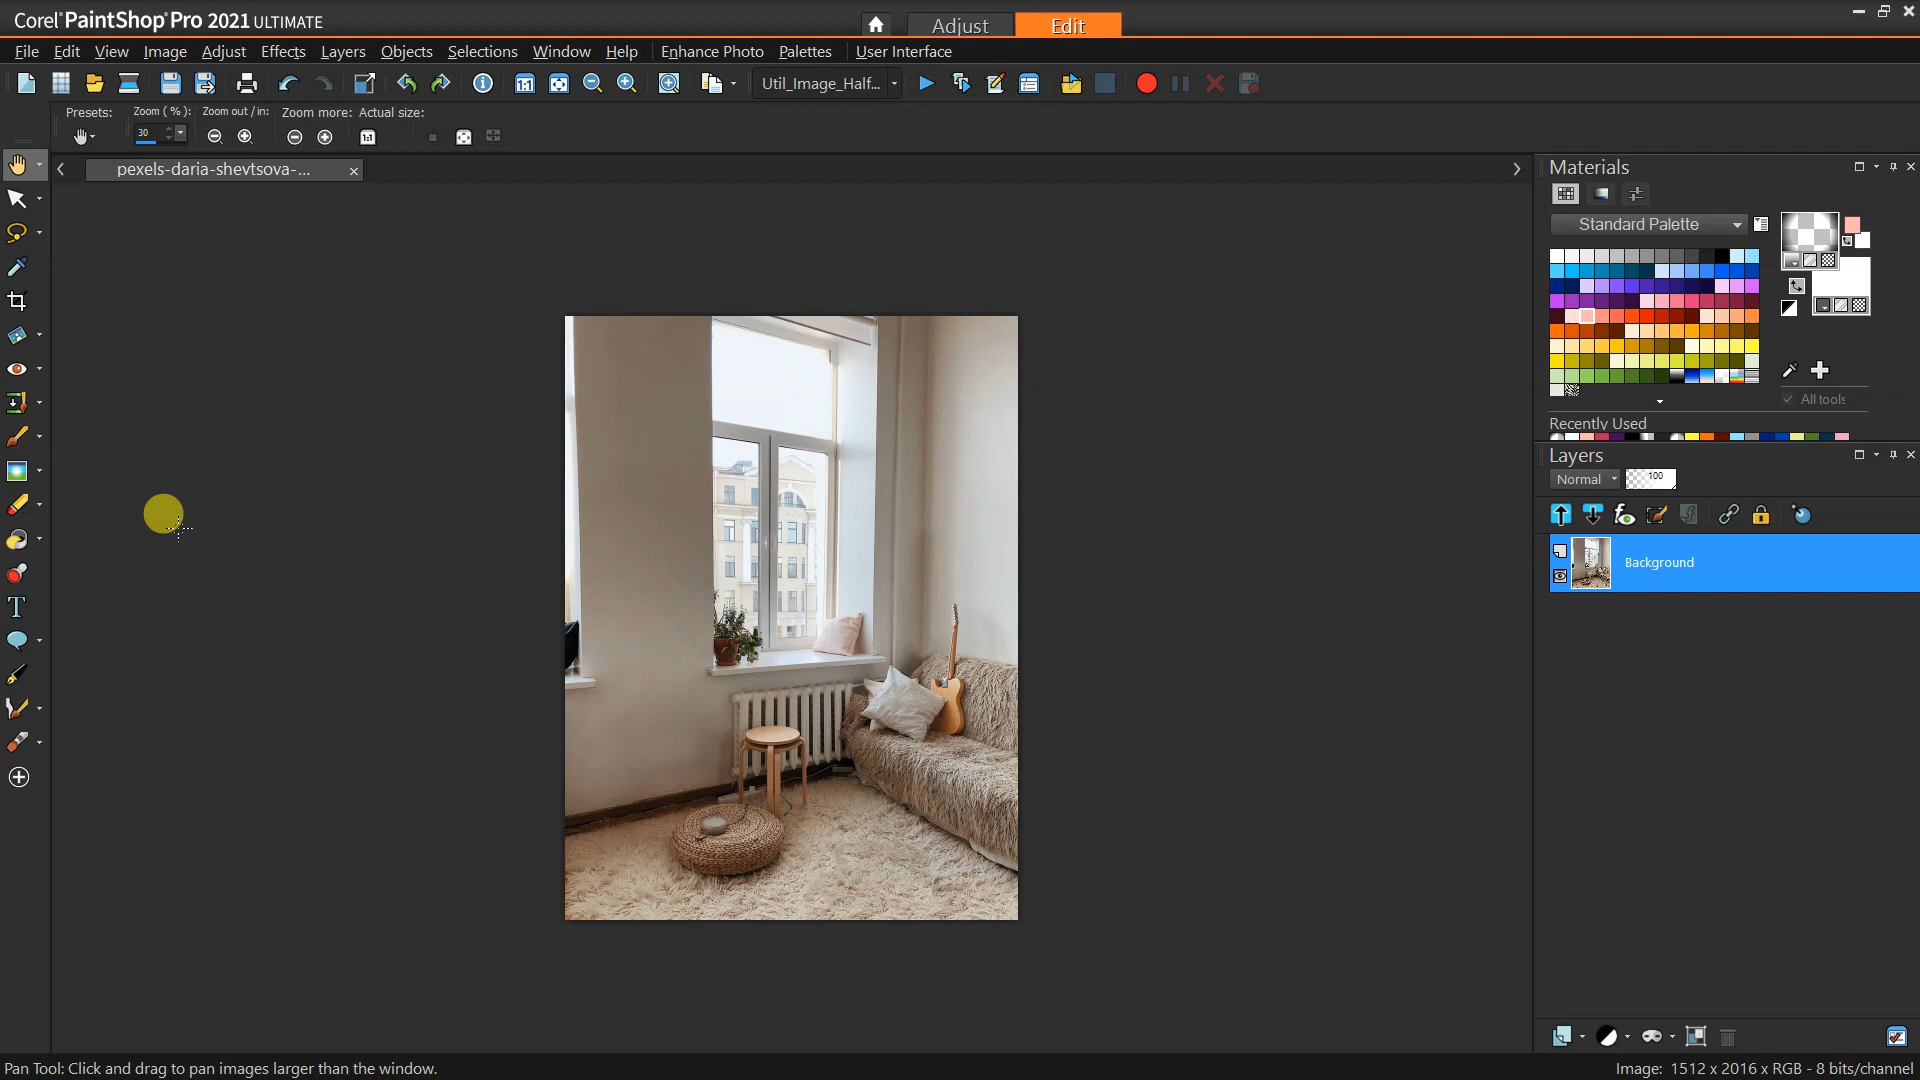 Corel PaintShop Pro 2021 ULTIMATE
Adjust
Edit
File Edit View Image Adjust Effects Layers Objects Selections Window Help Enhance Photo Palettes User Interface
Util_Image_Half...
Presets: Zoom ( % ): Zoom out / in: Zoom more: Actual size:
30
1:1
pexels-daria-shevtsova-...
Materials
Standard Palette
All tools
Recently Used
Layers
Normal 100
Background
Pan Tool: Click and drag to pan images larger than the window.
Image: 1512 x 2016 x RGB - 8 bits/channel